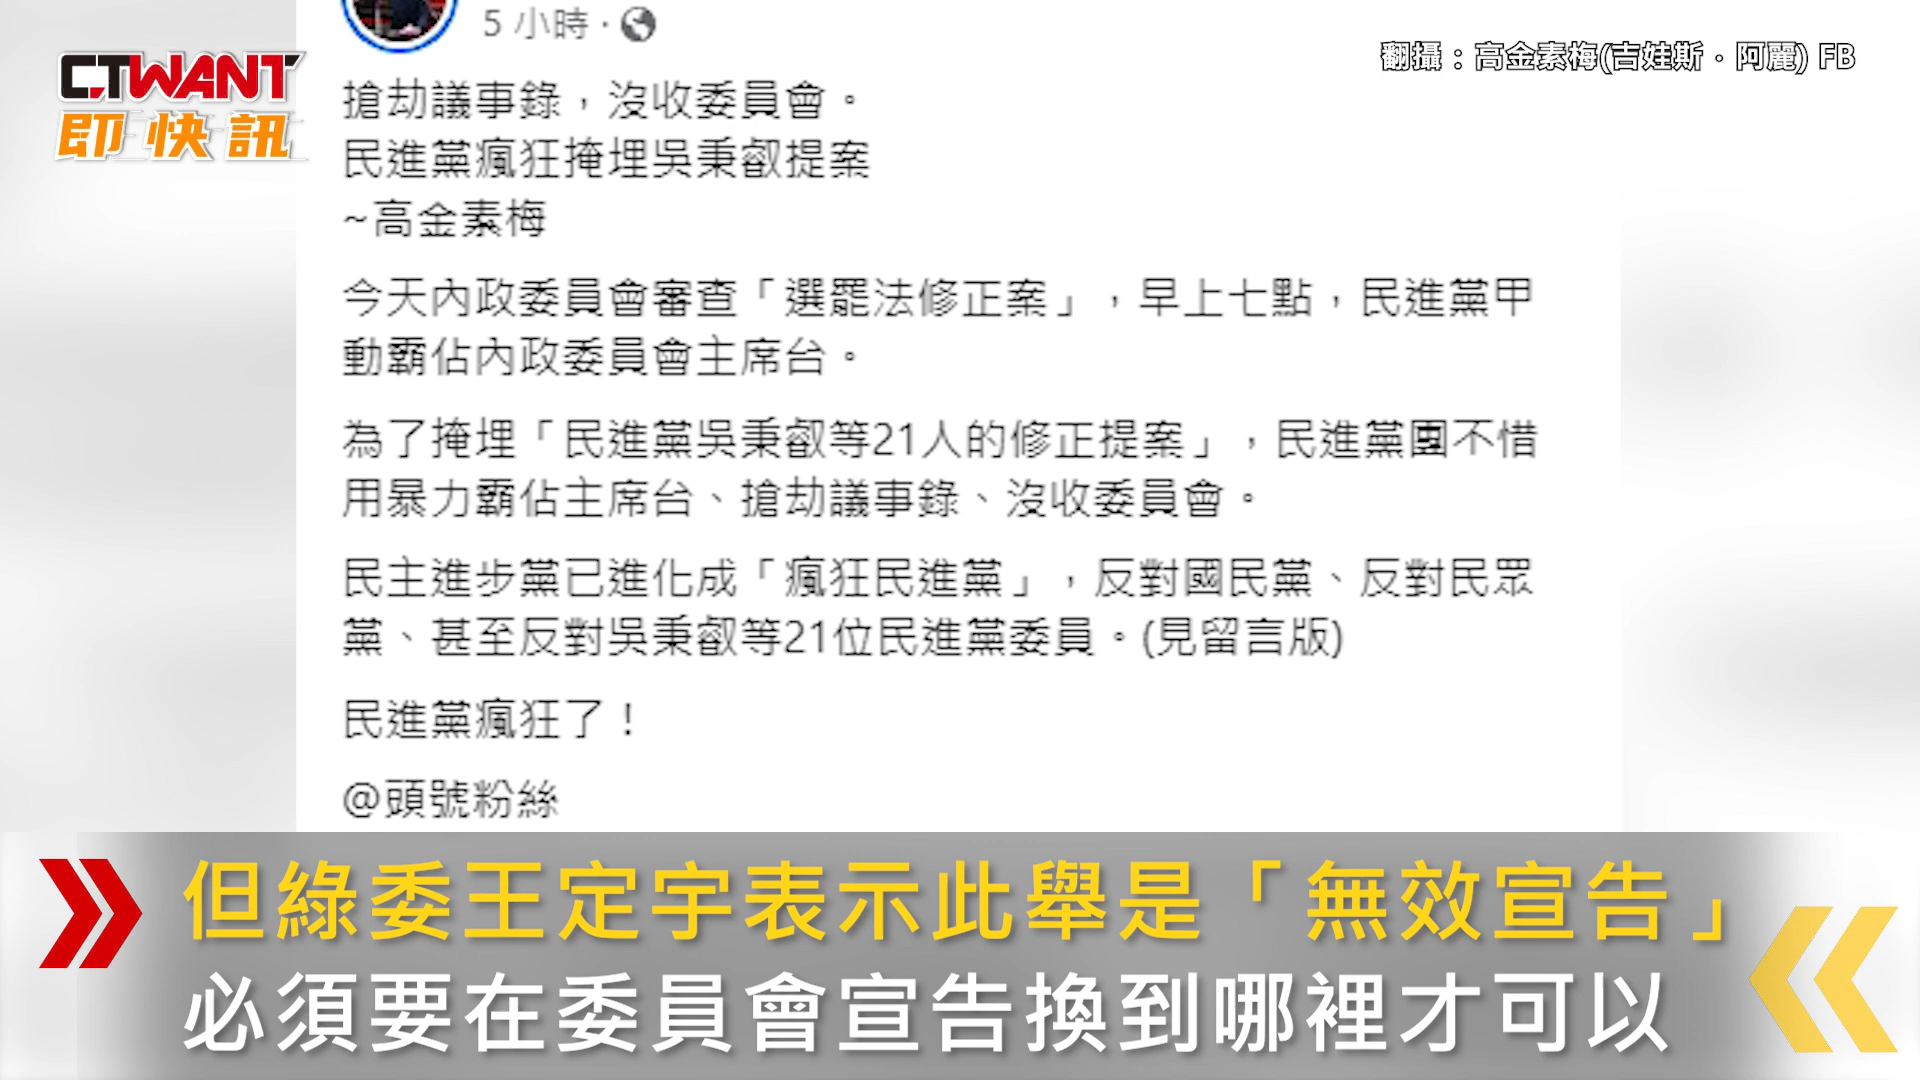 5 小時·
CTWANT
即快訊
翻攝：高金素梅(吉娃斯・阿麗) FB
搶劫議事錄，沒收委員會。
民進黨瘋狂掩埋吳秉叡提案
~高金素梅
今天內政委員會審查「選罷法修正案」，早上七點，民進黨甲
動霸佔內政委員會主席台。
為了掩埋「民進黨吳秉叡等21人的修正提案」，民進黨團不惜
用暴力霸佔主席台、搶劫議事錄、沒收委員會。
民主進步黨已進化成「瘋狂民進黨」，反對國民黨、反對民眾
黨、甚至反對吳秉叡等21位民進黨委員。(見留言版)
民進黨瘋狂了！
@頭號粉絲
但綠委王定宇表示此舉是「無效宣告」
必須要在委員會宣告換到哪裡才可以